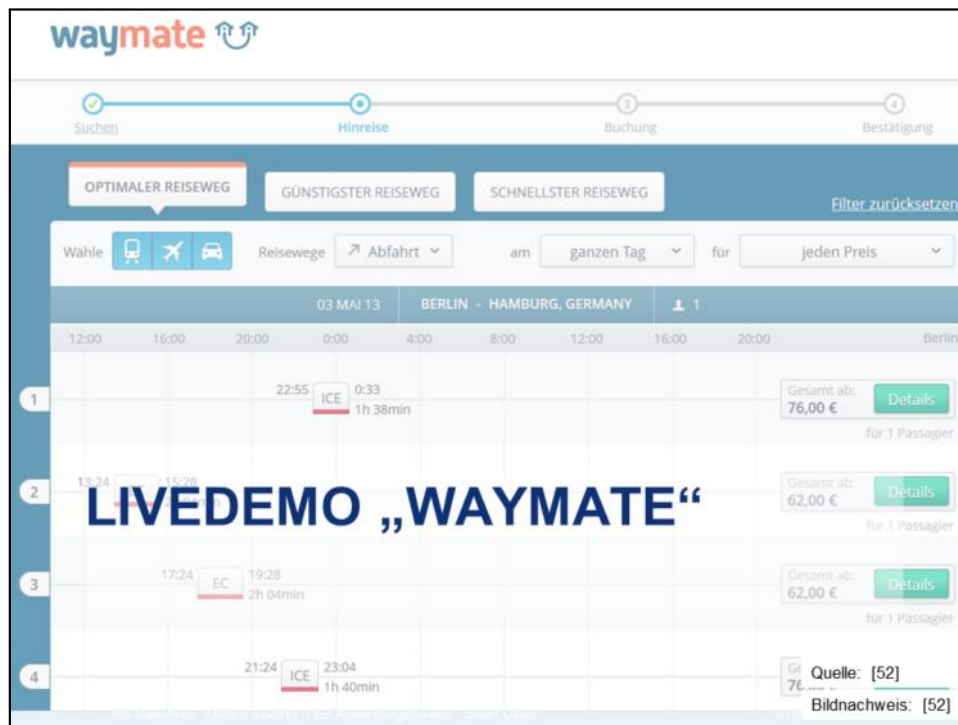 waymate
3 4
Suchen Hinreise Buchung Bestätigung
OPTIMALER REISEWEG GÜNSTIGSTER REISEWEG SCHNELLSTER REISEWEG
Filter zurücksetzen
Wähle Reisewege Abfahrt am ganzen Tag für jeden Preis
03 MAI 13 BERLIN - HAMBURG, GERMANY 1
12:00 16:00 20:00 0:00 4:00 8:00 12:00 16:00 20:00 Berlin
1 22:55 ICE 0:33 Gesamt ab: Details
1h 38min 76,00 €
für 1 Passagier
2 13:24 15:28 Gesamt ab: Details
62,00 €
LIVEDEMO „WAYMATE“
für 1 Passagier
3 17:24 EC 19:28 Gesamt ab: Details
2h 04min 62,00 €
für 1 Passagier
4 21:24 ICE 23:04
1h 40min
Quelle: [52]
Bildnachweis: [52]